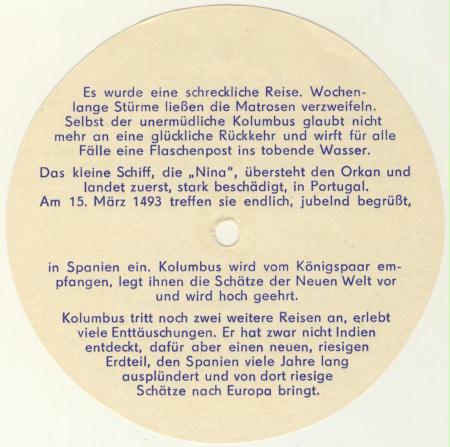 Es wurde eine schreckliche Reise. Wochen-
lange Stürme ließen die Matrosen verzweifeln.
Selbst der unermüdliche Kolumbus glaubt nicht
mehr an eine glückliche Rückkehr und wirft für alle
Fälle eine Flaschenpost ins tobende Wasser.
Das kleine Schiff, die „Nina“, übersteht den Orkan und
landet zuerst, stark beschädigt, in Portugal.
Am 15. März 1493 treffen sie endlich, jubelnd begrüßt,
in Spanien ein. Kolumbus wird vom Königspaar em-
pfangen, legt ihnen die Schätze der Neuen Welt vor
und wird hoch geehrt.
Kolumbus tritt noch zwei weitere Reisen an, erlebt
viele Enttäuschungen. Er hat zwar nicht Indien
entdeckt, dafür aber einen neuen, riesigen
Erdteil, den Spanien viele Jahre lang
ausplündert und von dort riesige
Schätze nach Europa bringt.